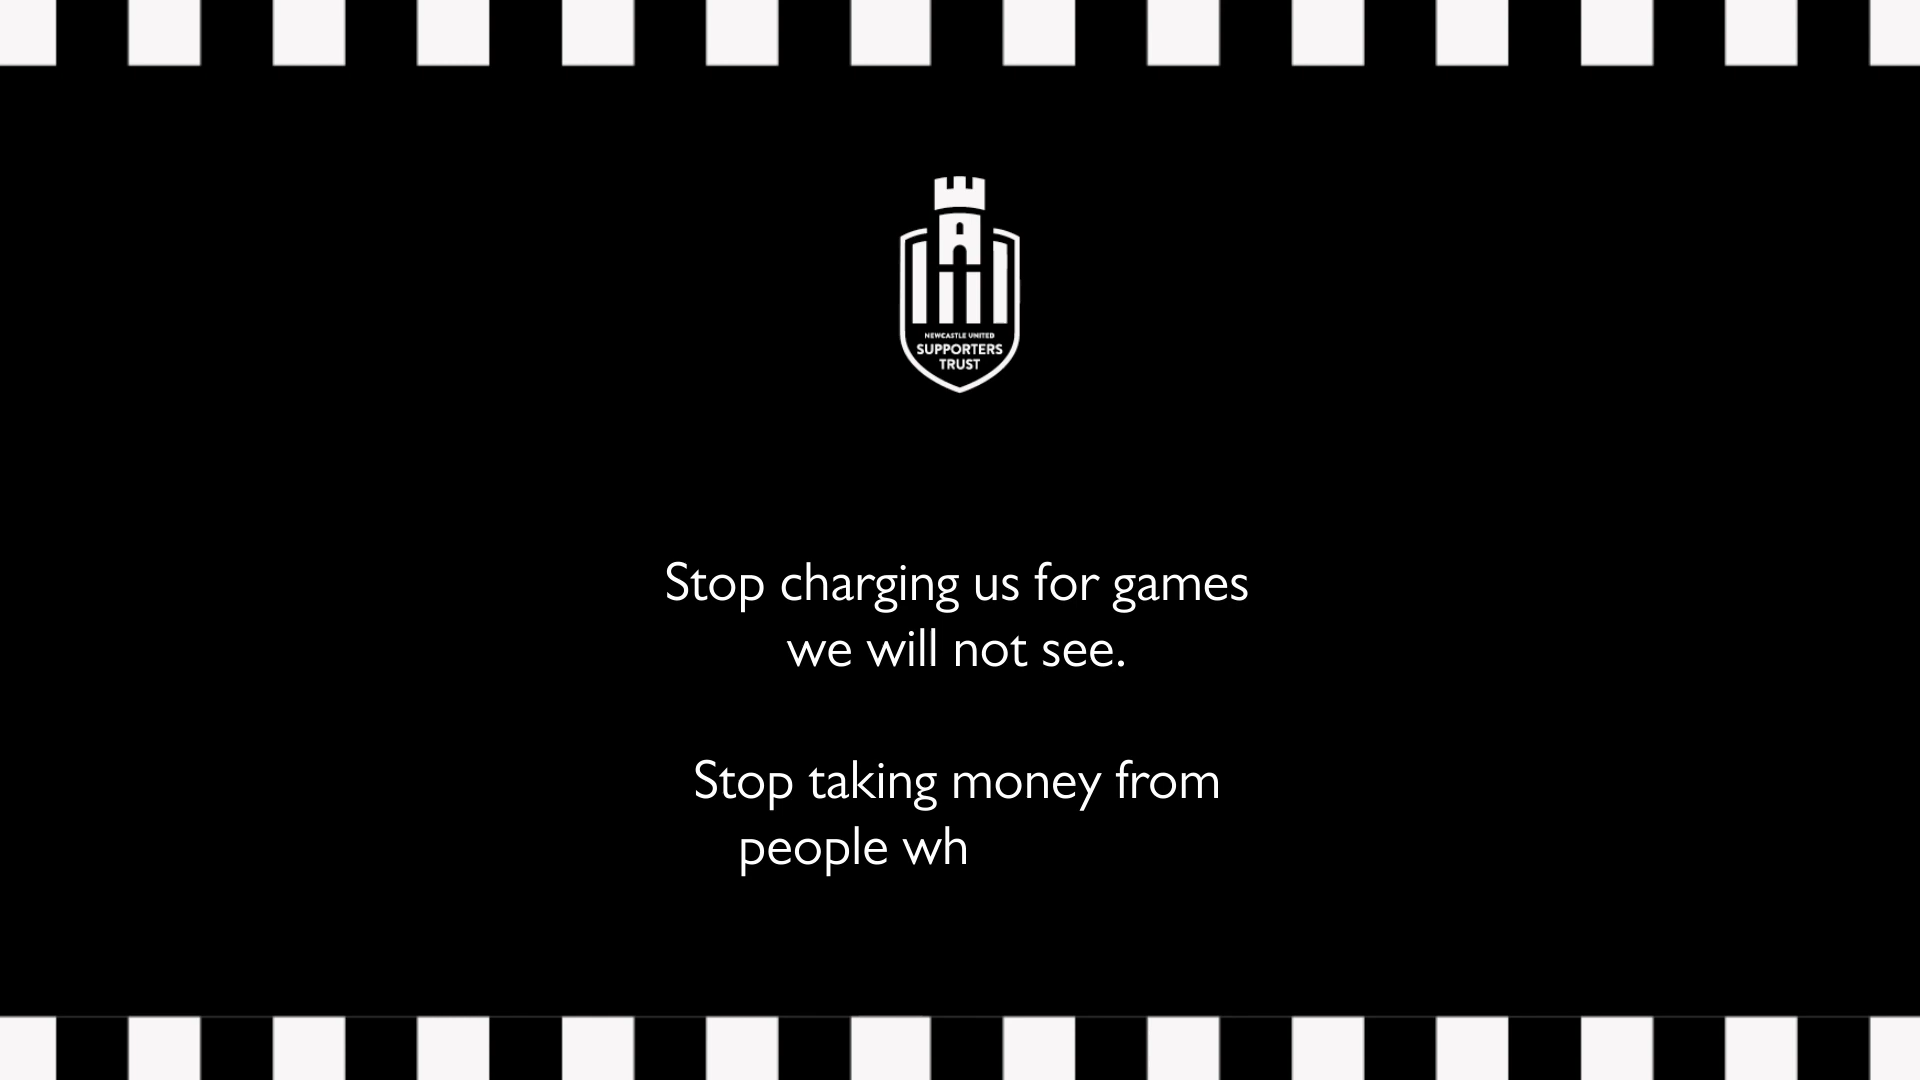 NEWCASTLE UNITED
SUPPORTERS
TRUST
Stop charging us for games
we will not see.
Stop taking money from
people wh